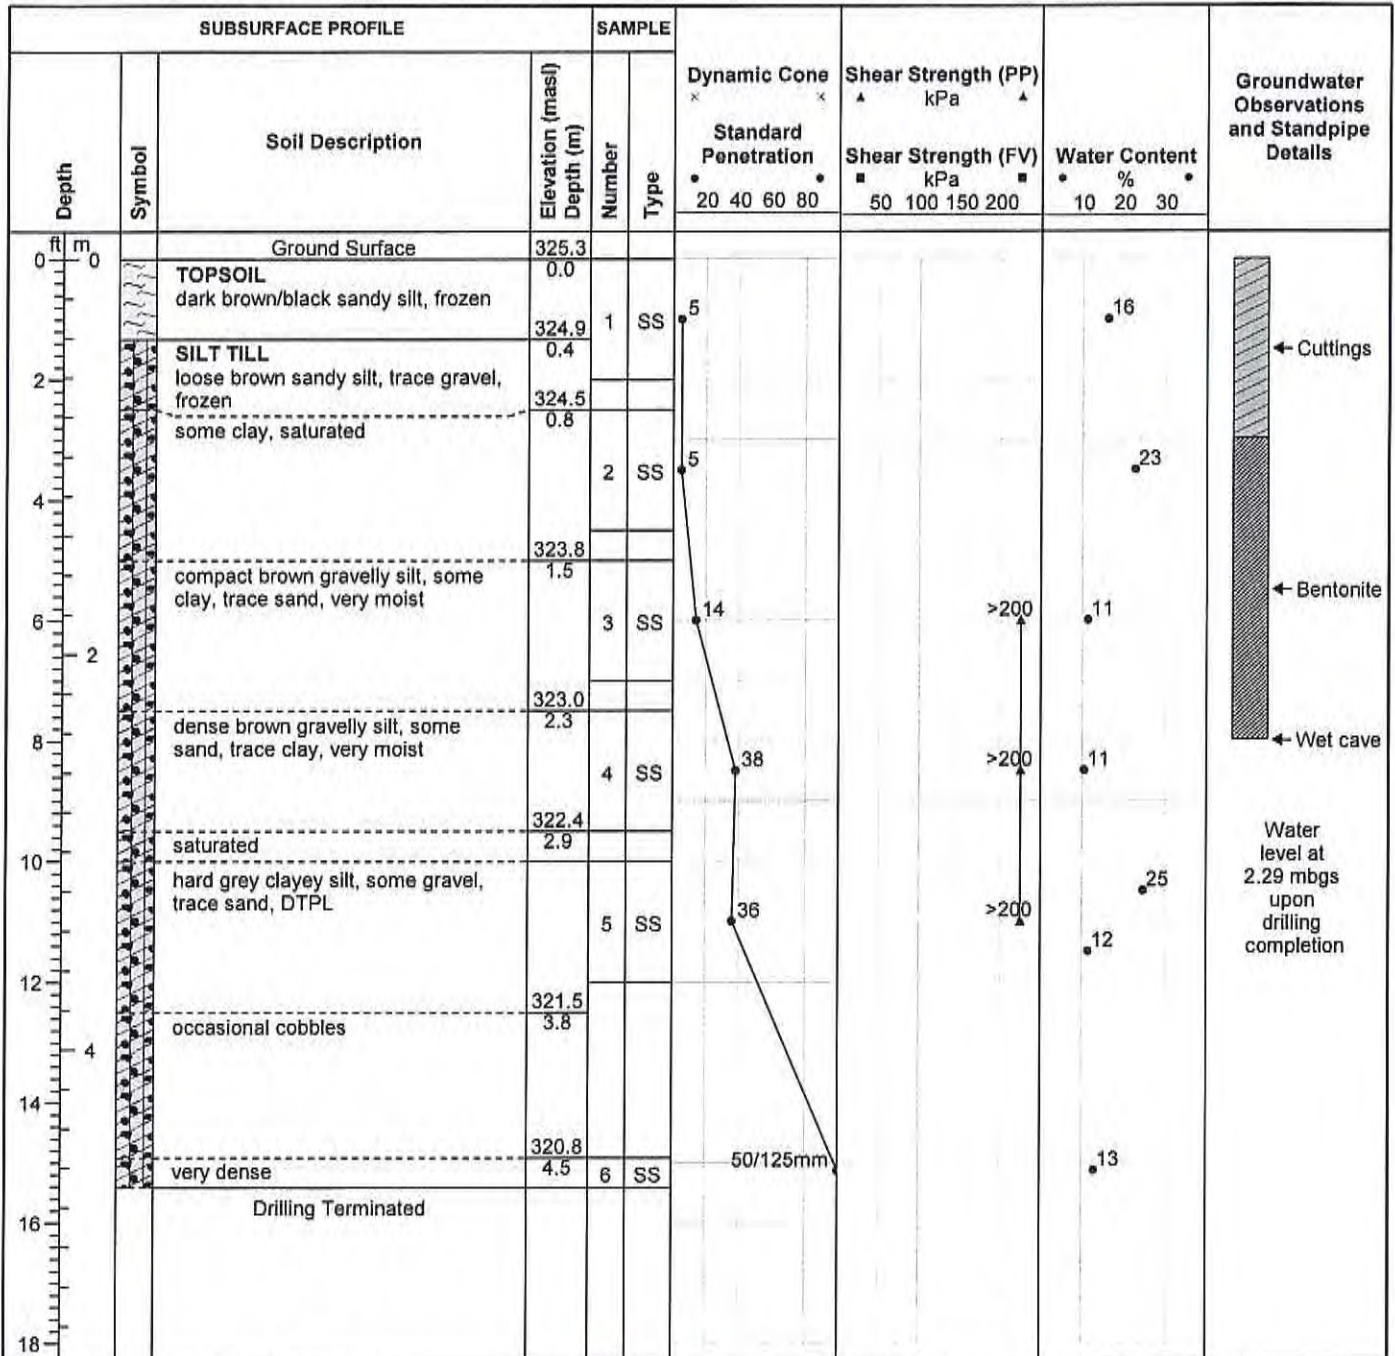 SUBSURFACE PROFILE
SAMPLE
Depth
Symbol
Soil Description
Elevation (masl)
Depth (m)
Number
Type
Dynamic Cone
×   ×
Standard
Penetration
•   •
20 40 60 80
Shear Strength (PP)
▲ kPa ▲
Shear Strength (FV)
■ kPa ■
50 100 150 200
Water Content
• % •
10 20 30
Groundwater
Observations
and Standpipe
Details
ft m
0 0
2
4
6
2
8
10
12
4
14
16
18
Ground Surface
325.3
0.0
TOPSOIL
dark brown/black sandy silt, frozen
324.9
0.4
SILT TILL
loose brown sandy silt, trace gravel,
frozen
324.5
0.8
some clay, saturated
323.8
1.5
compact brown gravelly silt, some
clay, trace sand, very moist
323.0
2.3
dense brown gravelly silt, some
sand, trace clay, very moist
322.4
2.9
saturated
hard grey clayey silt, some gravel,
trace sand, DTPL
321.5
3.8
occasional cobbles
320.8
4.5
very dense
Drilling Terminated
1 SS
2 SS
3 SS
4 SS
5 SS
6 SS
5
5
14
38
36
50/125mm
>200
>200
>200
16
23
11
11
25
12
13
Cuttings
Bentonite
Wet cave
Water
level at
2.29 mbgs
upon
drilling
completion